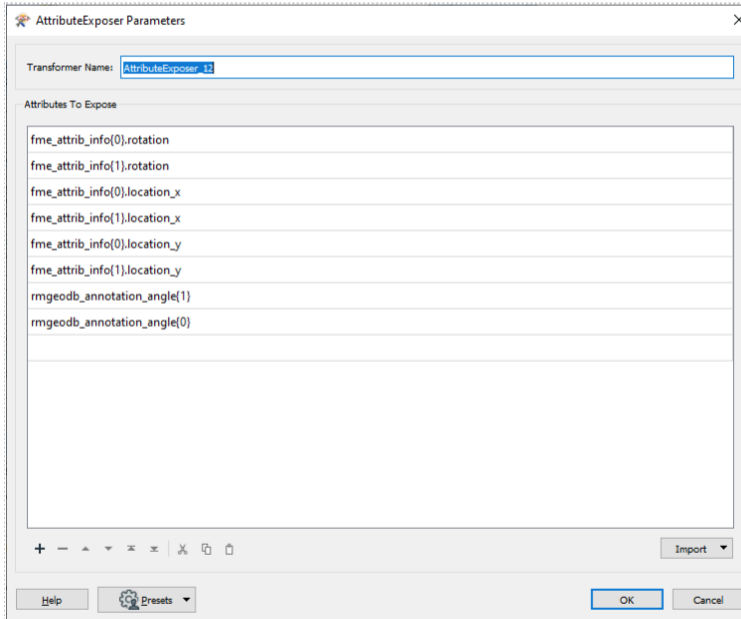 AttributeExposer Parameters
Transformer Name: AttributeExposer_12
Attributes To Expose
fme_attrib_info{0}.rotation
fme_attrib_info{1}.rotation
fme_attrib_info{0}.location_x
fme_attrib_info{1}.location_x
fme_attrib_info{0}.location_y
fme_attrib_info{1}.location_y
rmgeodb_annotation_angle{1}
rmgeodb_annotation_angle{0}
Import
Help Presets OK Cancel